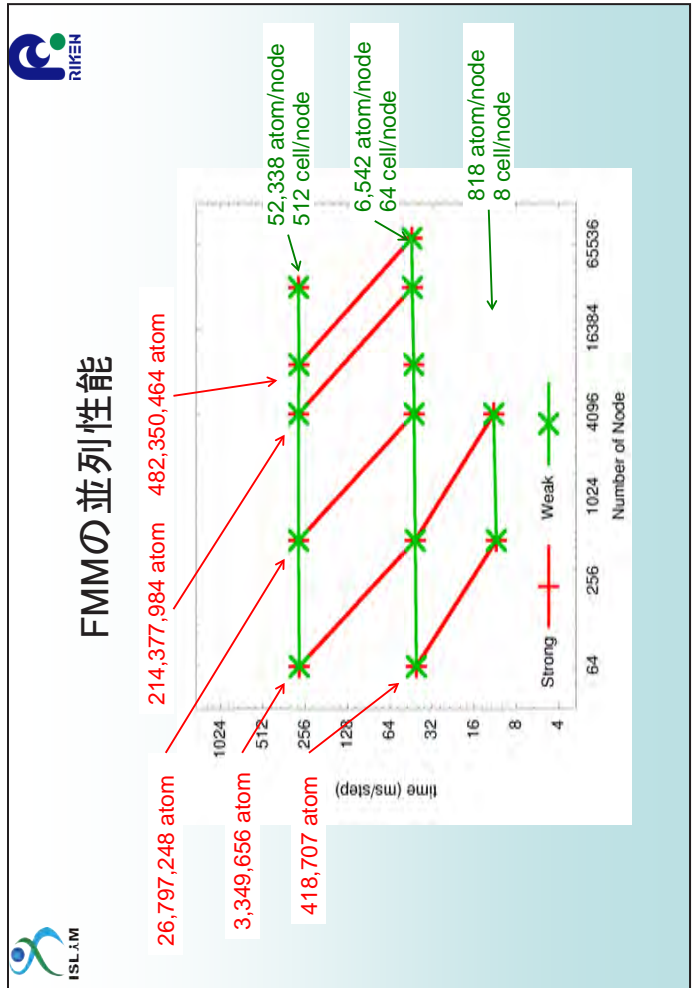 ISLiM
RIKEN
FMMの並列性能
26,797,248 atom
214,377,984 atom
482,350,464 atom
3,349,656 atom
418,707 atom
52,338 atom/node
512 cell/node
6,542 atom/node
64 cell/node
818 atom/node
8 cell/node
time (ms/step)
1024
512
256
128
64
32
16
8
4
Strong
Weak
64
256
1024
4096
16384
65536
Number of Node